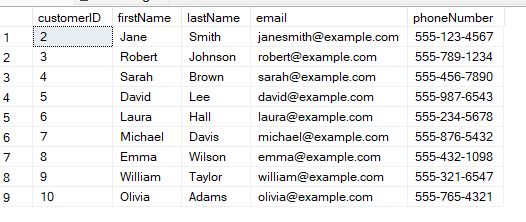 customerID firstName lastName email phoneNumber
1 2 Jane Smith janesmith@example.com 555-123-4567
2 3 Robert Johnson robert@example.com 555-789-1234
3 4 Sarah Brown sarah@example.com 555-456-7890
4 5 David Lee david@example.com 555-987-6543
5 6 Laura Hall laura@example.com 555-234-5678
6 7 Michael Davis michael@example.com 555-876-5432
7 8 Emma Wilson emma@example.com 555-432-1098
8 9 William Taylor william@example.com 555-321-6547
9 10 Olivia Adams olivia@example.com 555-765-4321